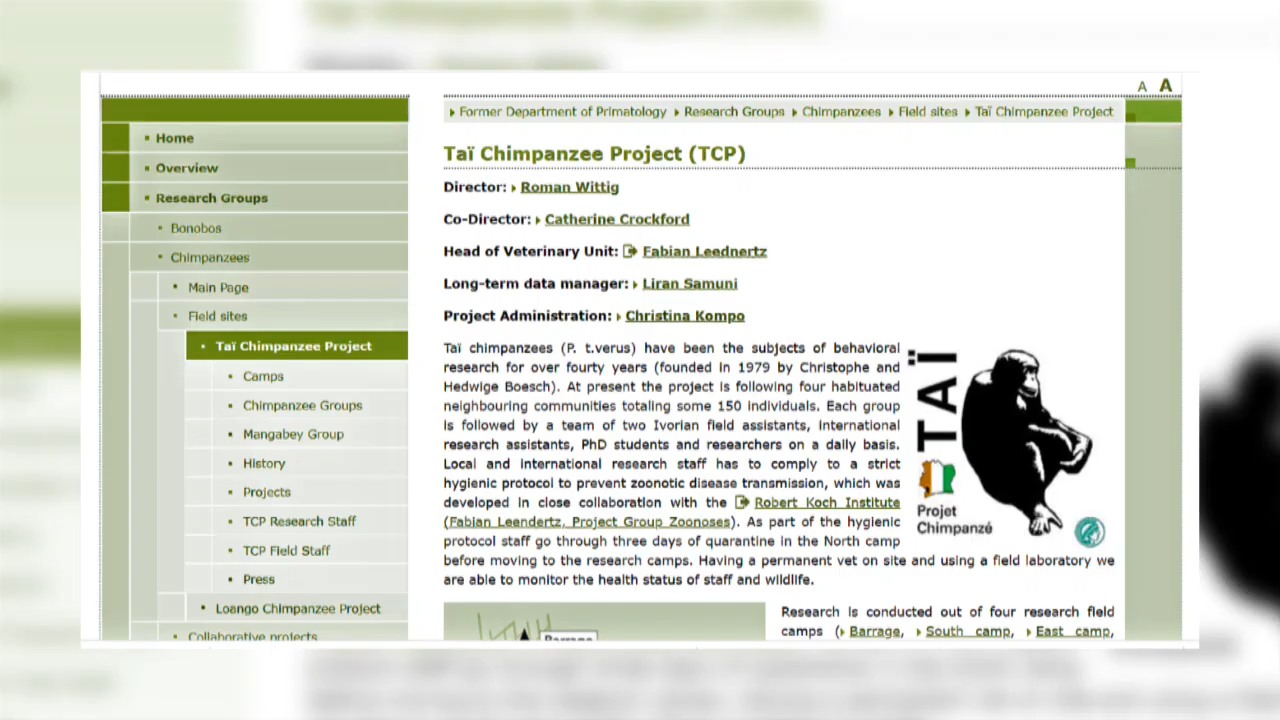 A A
Former Department of Primatology Research Groups Chimpanzees Field sites Taï Chimpanzee Project
Home
Overview
Research Groups
Bonobos
Chimpanzees
Main Page
Field sites
Taï Chimpanzee Project
Camps
Chimpanzee Groups
Mangabey Group
History
Projects
TCP Research Staff
TCP Field Staff
Press
Loango Chimpanzee Project
Collaborative projects
Taï Chimpanzee Project (TCP)
Director: Roman Wittig
Co-Director: Catherine Crockford
Head of Veterinary Unit: Fabian Leednertz
Long-term data manager: Liran Samuni
Project Administration: Christina Kompo
Taï chimpanzees (P. t.verus) have been the subjects of behavioral
research for over fourty years (founded in 1979 by Christophe and
Hedwige Boesch). At present the project is following four habituated
neighbouring communities totaling some 150 individuals. Each group
is followed by a team of two Ivorian field assistants, international
research assistants, PhD students and researchers on a daily basis.
Local and international research staff has to comply to a strict
hygienic protocol to prevent zoonotic disease transmission, which was
developed in close collaboration with the Robert Koch Institute
(Fabian Leendertz, Project Group Zoonoses). As part of the hygienic
protocol staff go through three days of quarantine in the North camp
before moving to the research camps. Having a permanent vet on site and using a field laboratory we
are able to monitor the health status of staff and wildlife.
TAÏ
Projet
Chimpanzé
Barrage
Research is conducted out of four research field
camps (Barrage, South camp, East camp,